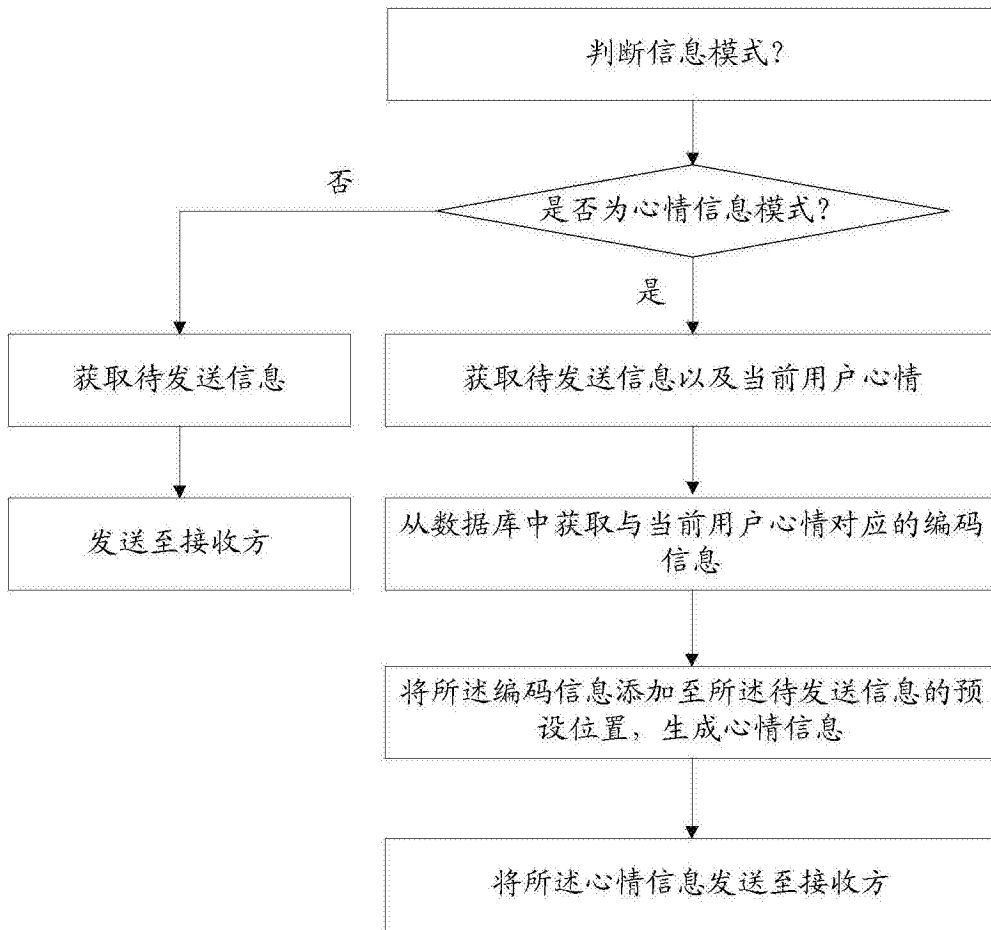 判断信息模式?
否
是否为心情信息模式?
是
获取待发送信息
获取待发送信息以及当前用户心情
发送至接收方
从数据库中获取与当前用户心情对应的编码
信息
将所述编码信息添加至所述待发送信息的预
设位置，生成心情信息
将所述心情信息发送至接收方